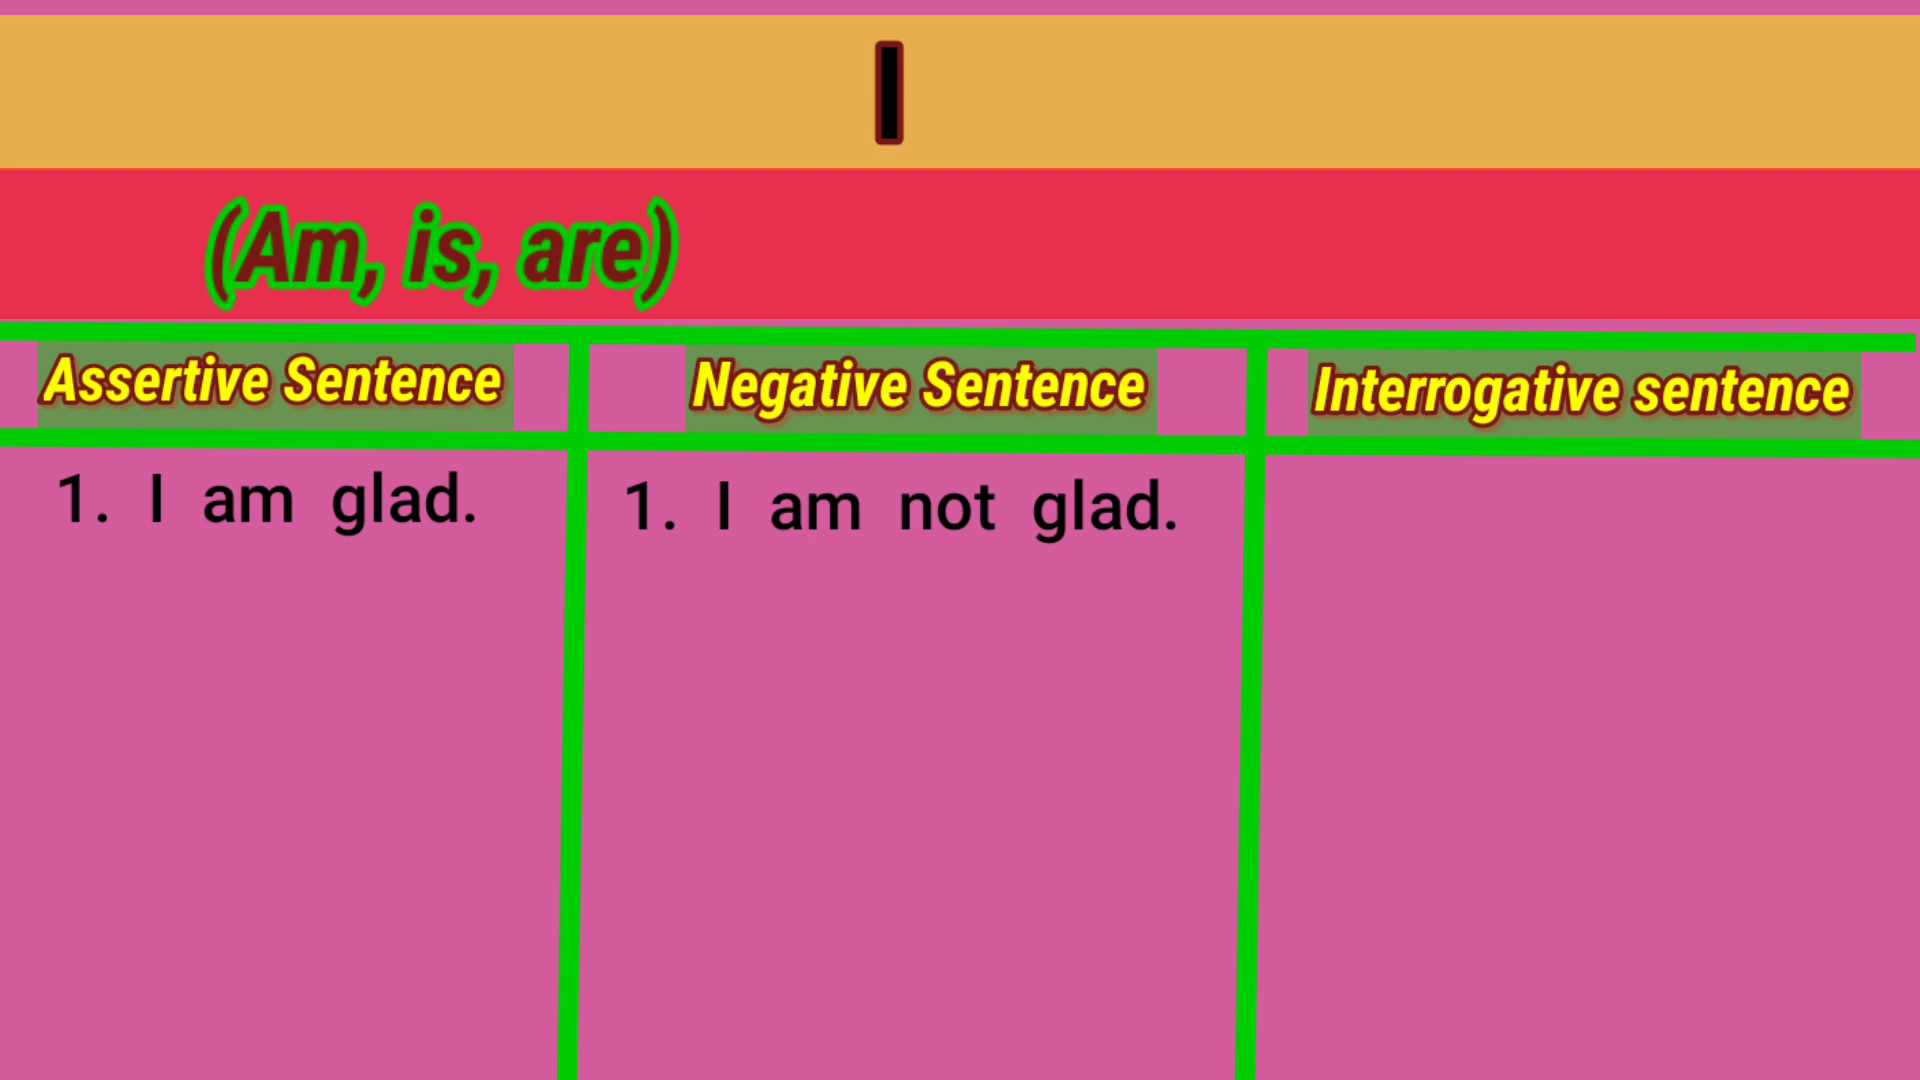 I
(Am, is, are)
Assertive Sentence
Negative Sentence
Interrogative sentence
1. I am glad.
1. I am not glad.